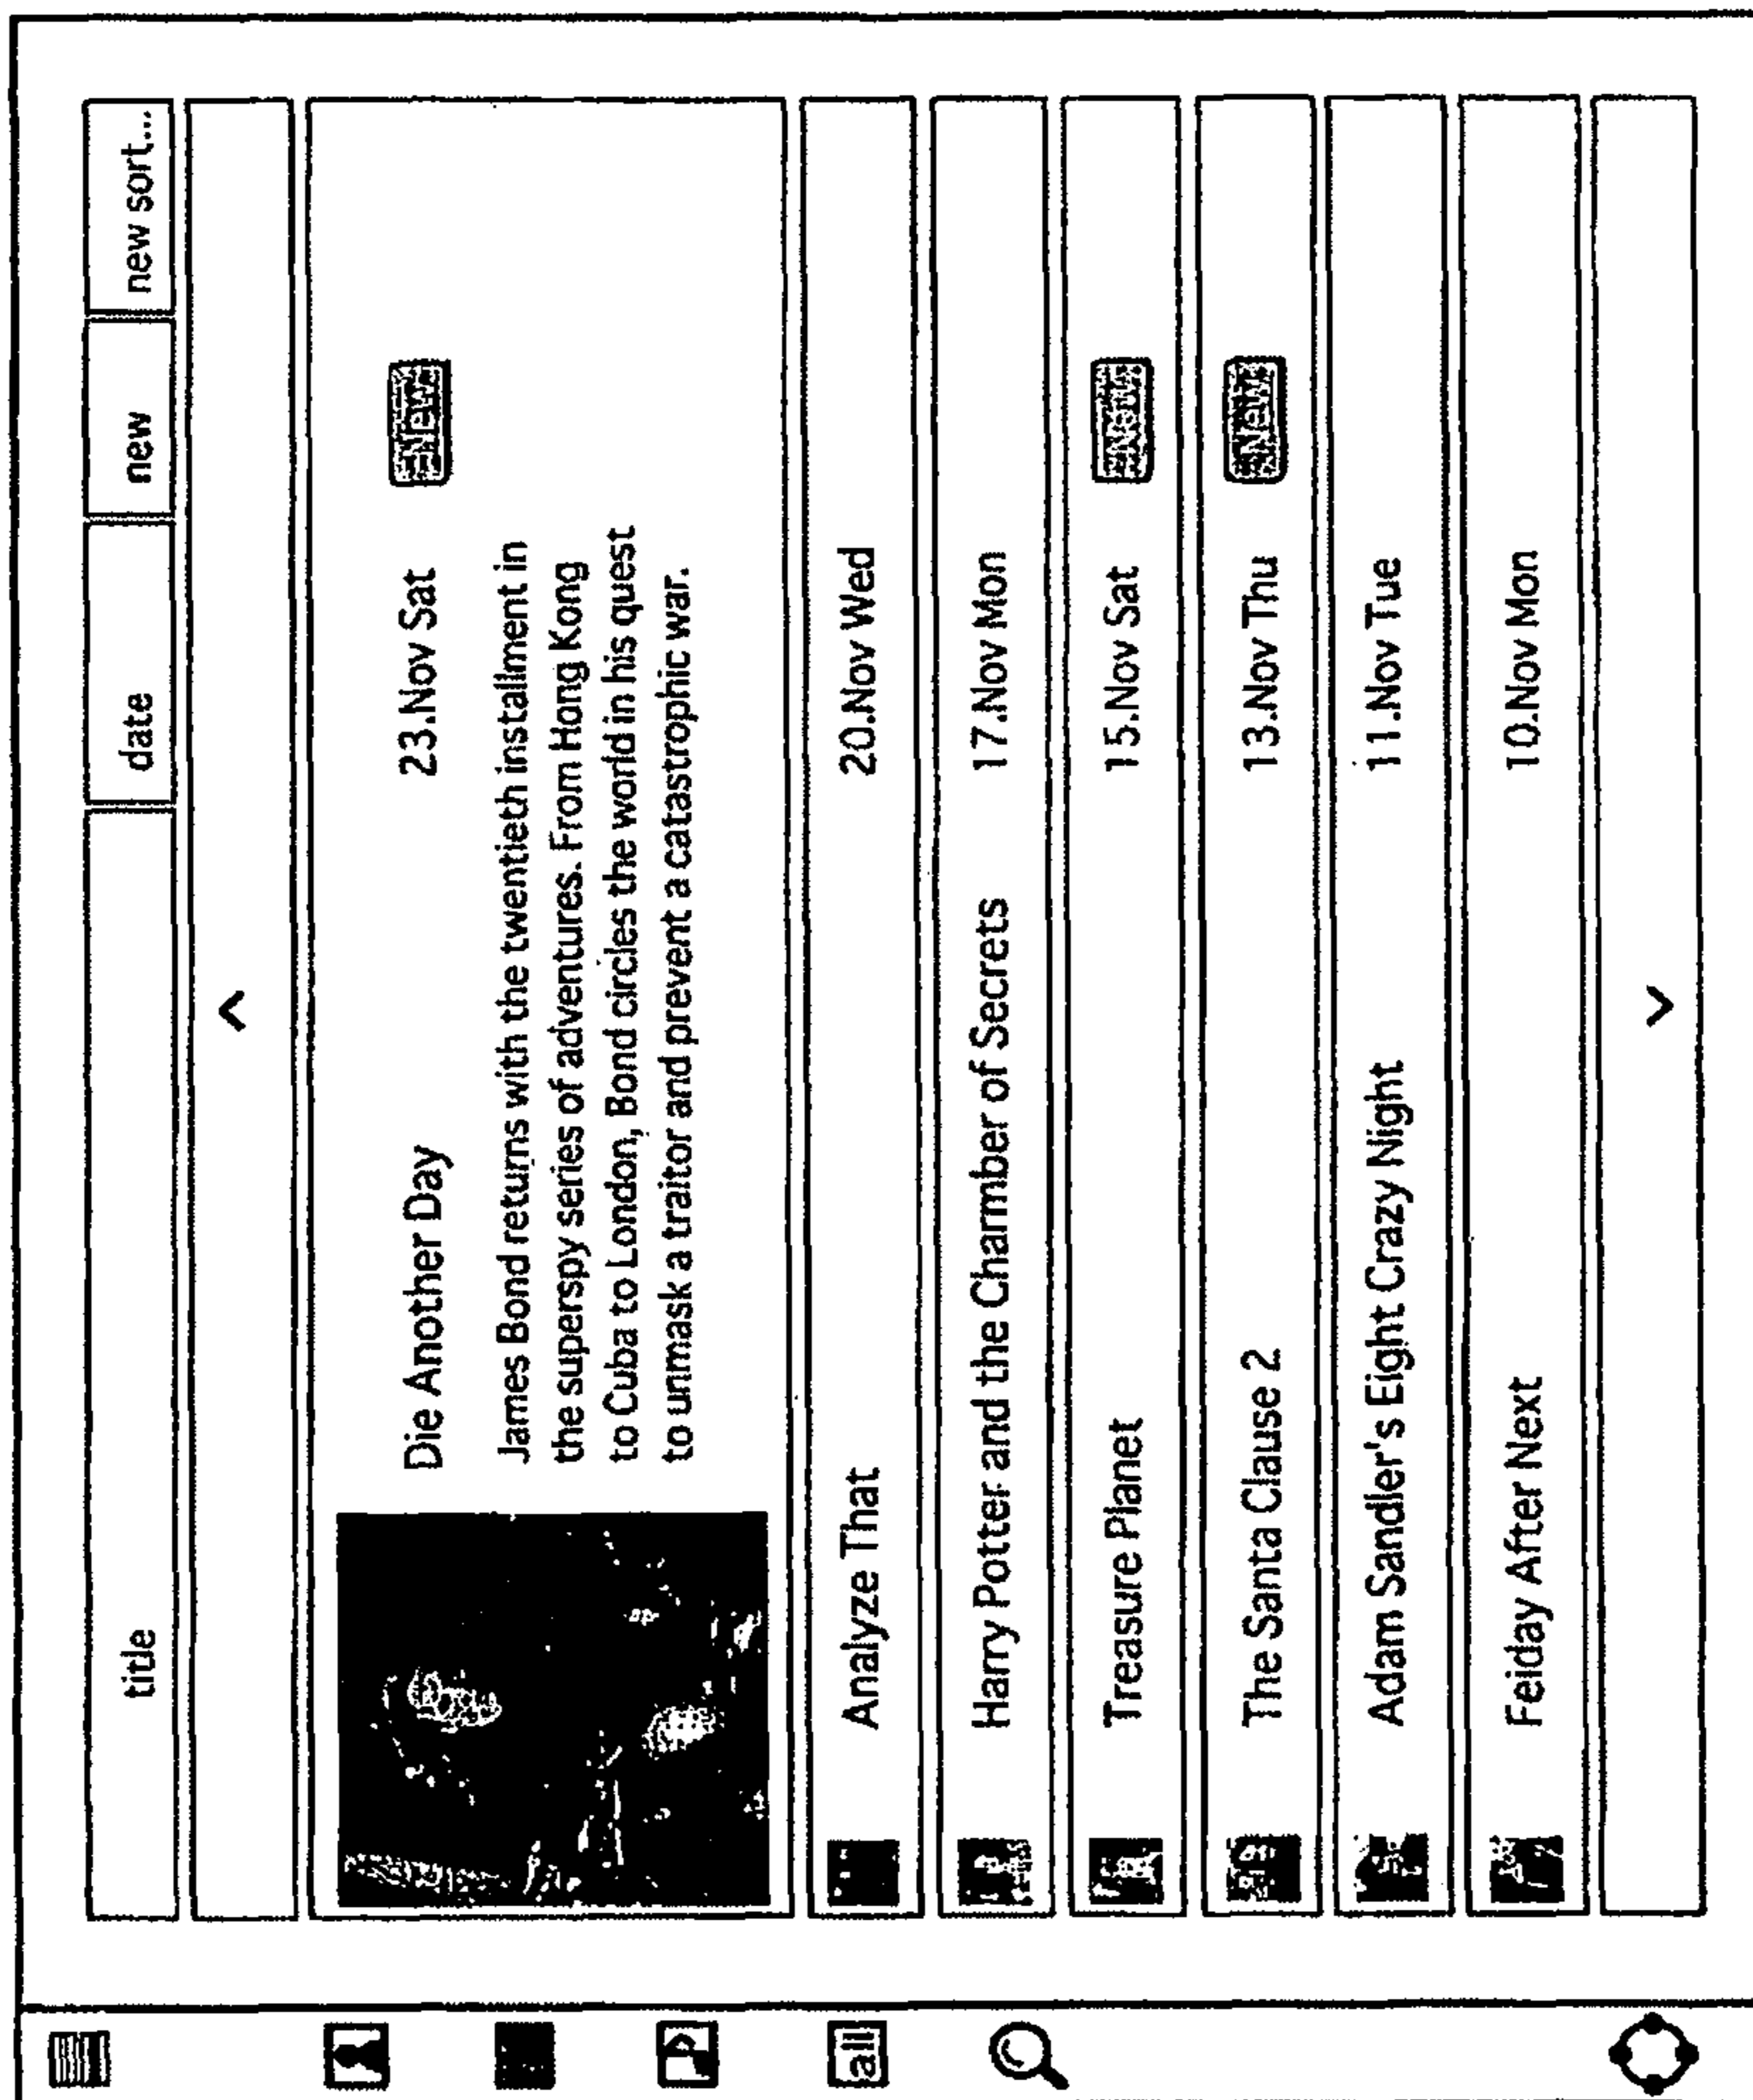 title date new new sort...
^
Die Another Day 23.Nov Sat New
James Bond returns with the twentieth installment in
the superspy series of adventures. From Hong Kong
to Cuba to London, Bond circles the world in his quest
to unmask a traitor and prevent a catastrophic war.
Analyze That 20.Nov Wed
Harry Potter and the Chamber of Secrets 17.Nov Mon
Treasure Planet 15.Nov Sat New
The Santa Clause 2 13.Nov Thu New
Adam Sandler's Eight Crazy Night 11.Nov Tue
Feiday After Next 10.Nov Mon
all